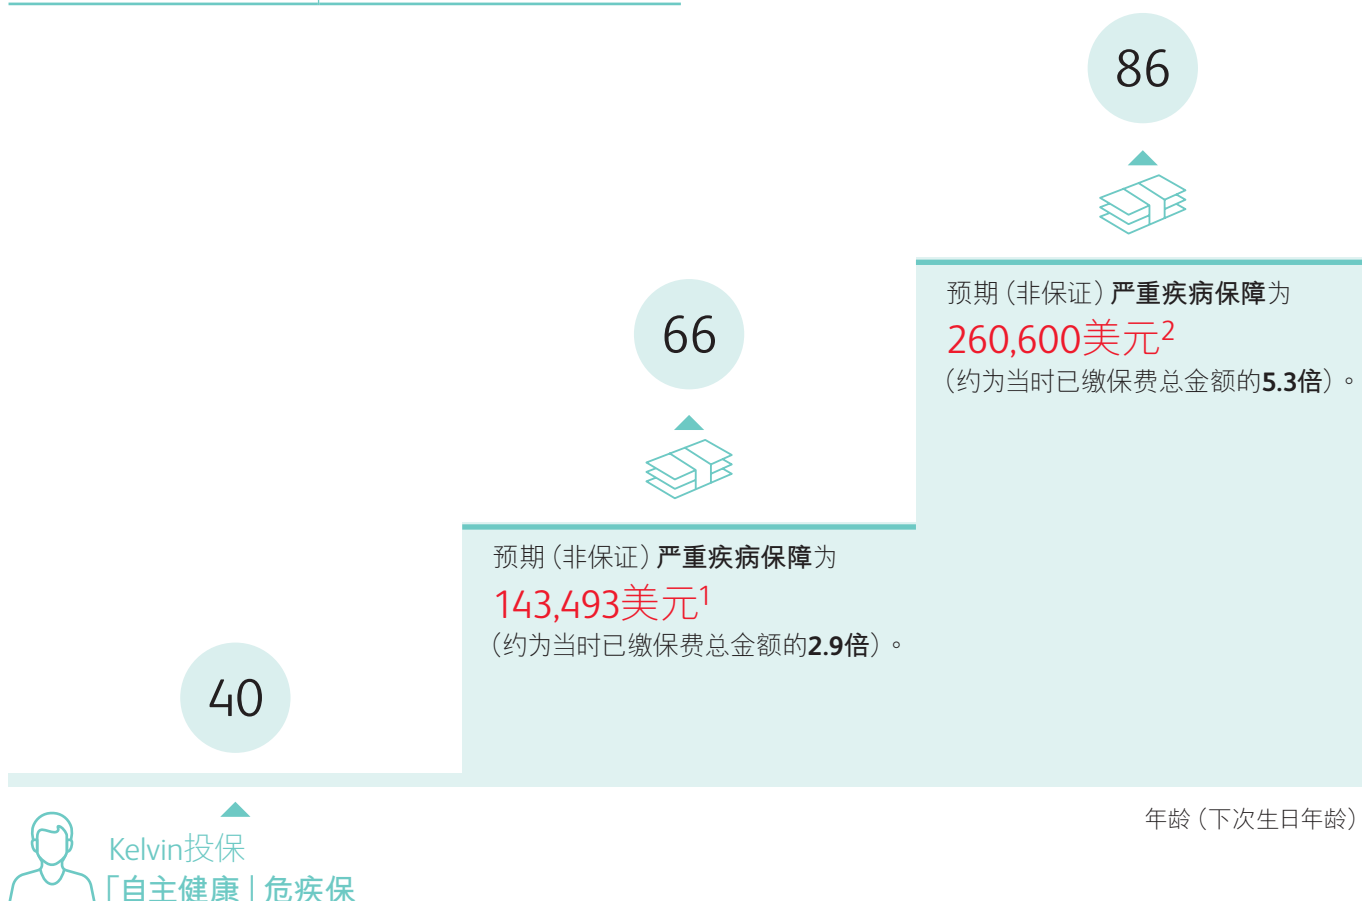 86
预期（非保证）严重疾病保障为
260,600美元2
（约为当时已缴保费总金额的5.3倍）。
66
预期（非保证）严重疾病保障为
143,493美元1
（约为当时已缴保费总金额的2.9倍）。
40
年龄（下次生日年龄）
Kelvin投保
「自主健康 | 危疾保